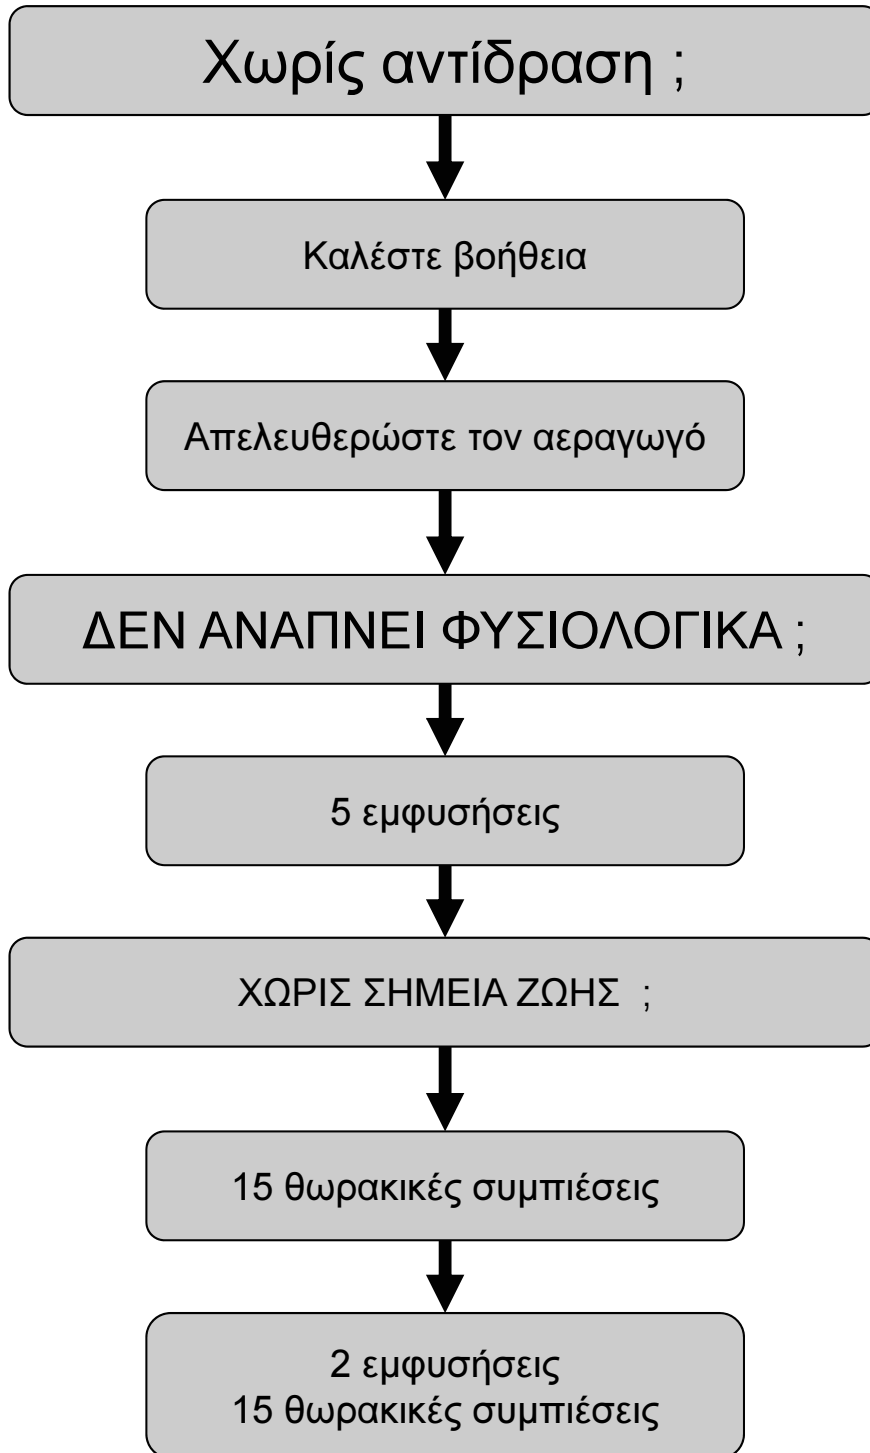 Χωρίς αντίδραση ;
Καλέστε βοήθεια
Απελευθερώστε τον αεραγωγό
ΔΕΝ ΑΝΑΠΝΕΙ ΦΥΣΙΟΛΟΓΙΚΑ ;
5 εμφυσήσεις
ΧΩΡΙΣ ΣΗΜΕΙΑ ΖΩΗΣ ;
15 θωρακικές συμπιέσεις
2 εμφυσήσεις
15 θωρακικές συμπιέσεις